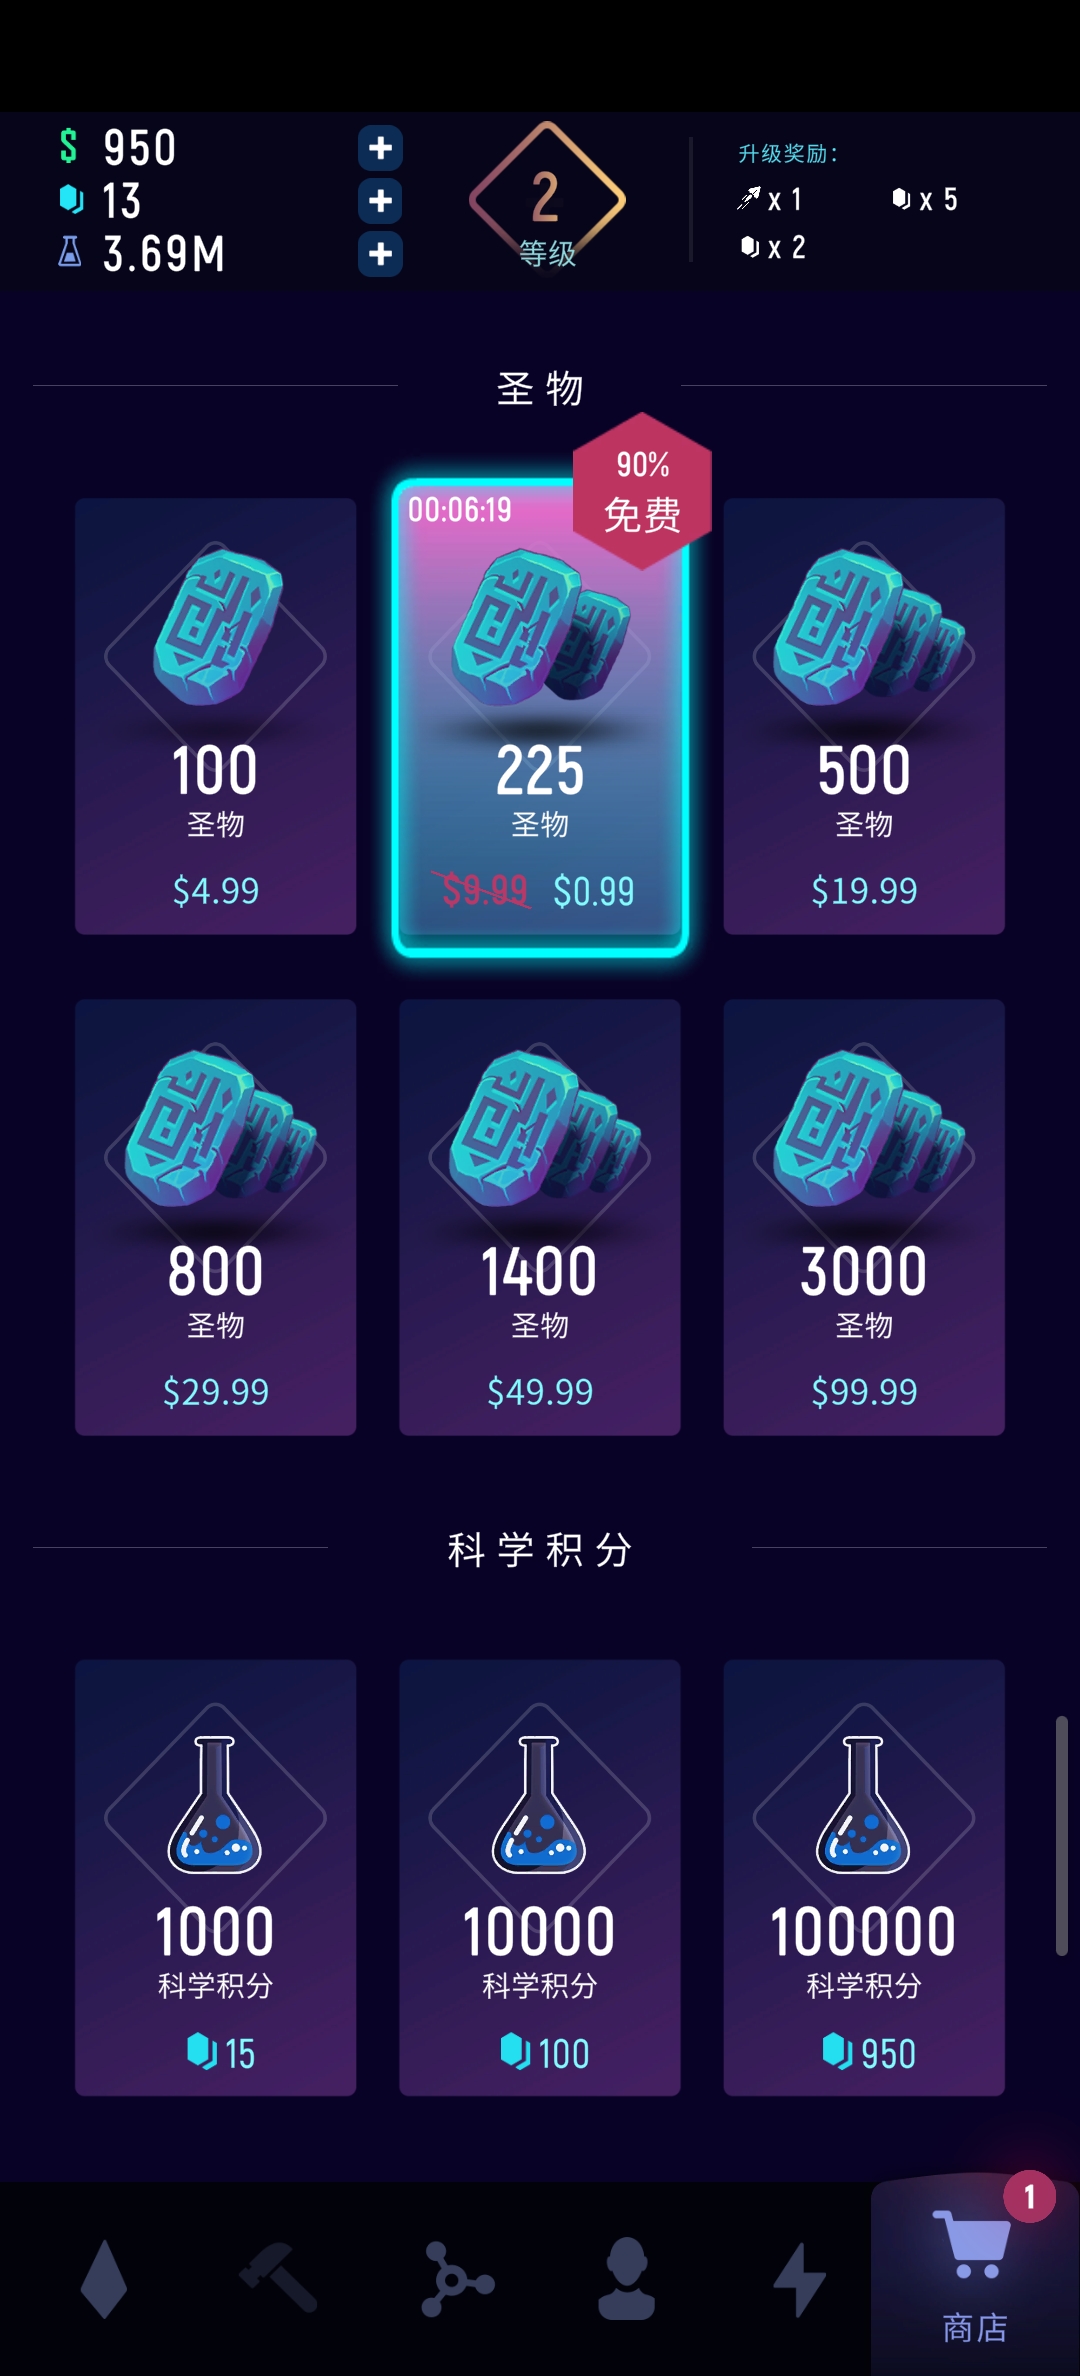 $ 950
13
3.69M
2
等级
升级奖励:
x 1
x 5
x 2
圣物
90%
免费
00:06:19
100
圣物
$4.99
225
圣物
$9.99 $0.99
500
圣物
$19.99
800
圣物
$29.99
1400
圣物
$49.99
3000
圣物
$99.99
科学积分
1000
科学积分
15
10000
科学积分
100
100000
科学积分
950
1
商店